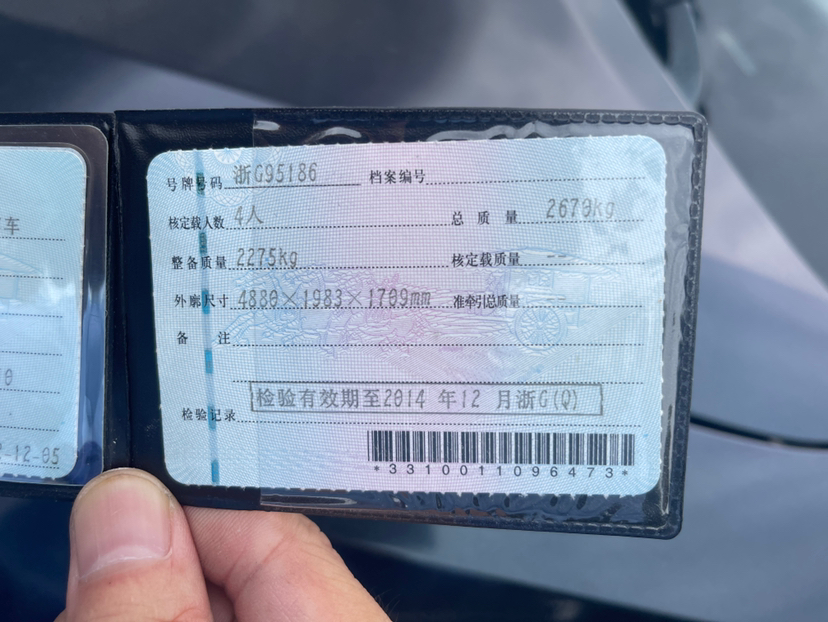 车
0
-12-05
号牌号码 浙G95186 档案编号
核定载人数 4人 总质量 2670kg
整备质量 2275kg 核定载质量 --
外廓尺寸 4880×1983×1709mm 准牵引总质量 --
备注
检验记录 检验有效期至2014 年12 月浙G(Q)
*3310011096473*